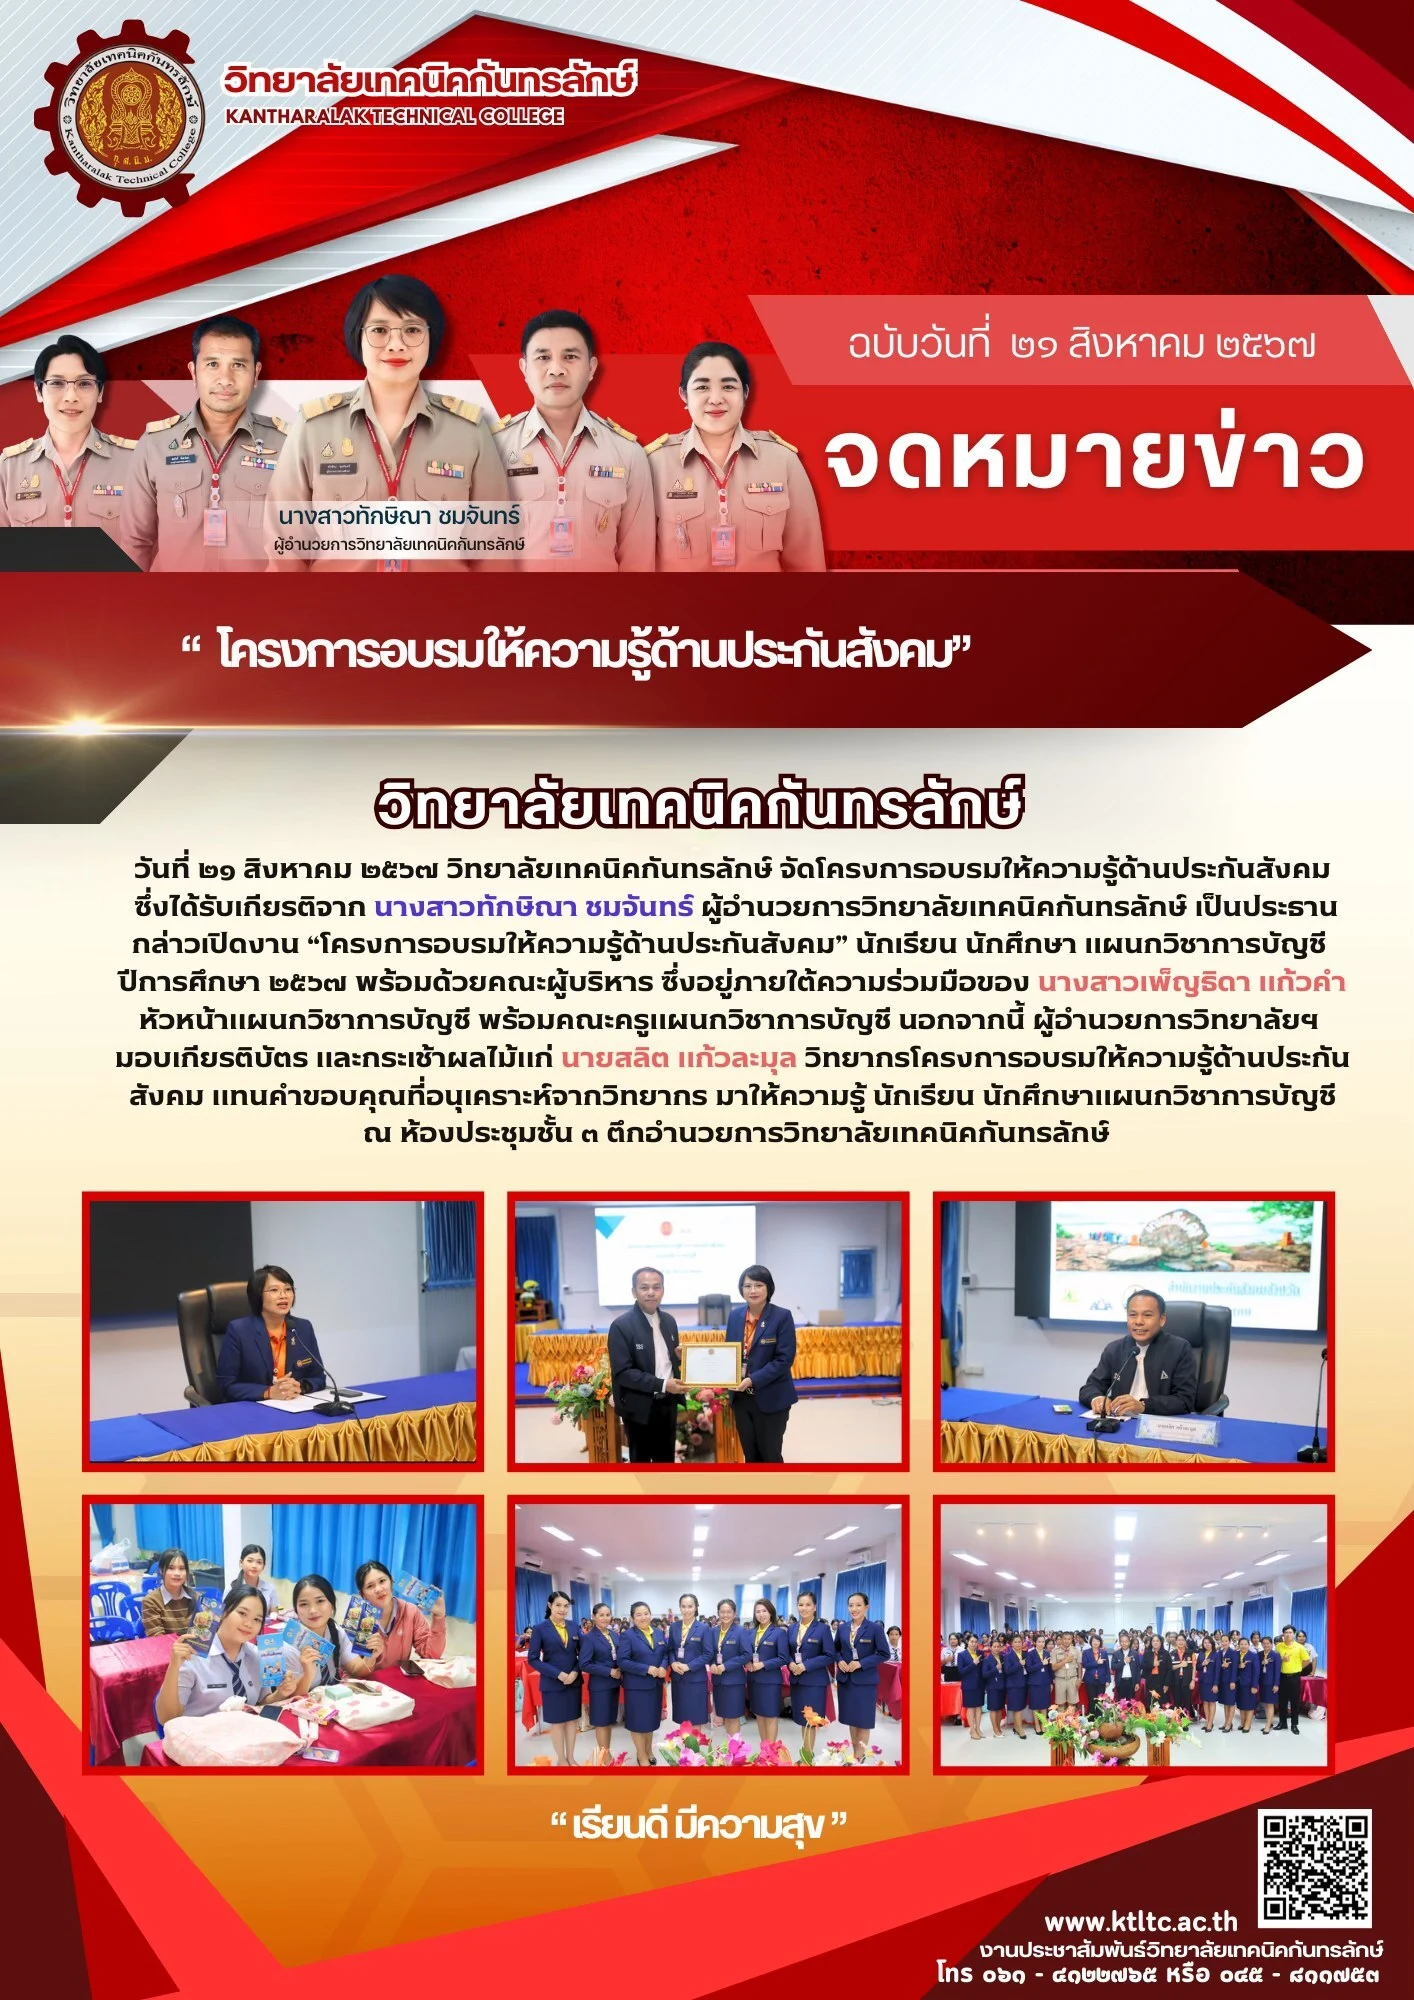 วิทยาลัยเทคนิคกันทรลักษ์
KANTHARALAK TECHNICAL COLLEGE
วิทยาลัยเทคนิคกันทรลักษ์
Kantharalak Technical College
ฉบับวันที่ ๒๑ สิงหาคม ๒๕๖๗
จดหมายข่าว
นางสาวทักษิณา ชมจันทร์
ผู้อำนวยการวิทยาลัยเทคนิคกันทรลักษ์
“ โครงการอบรมให้ความรู้ด้านประกันสังคม”
วิทยาลัยเทคนิคกันทรลักษ์
วันที่ ๒๑ สิงหาคม ๒๕๖๗ วิทยาลัยเทคนิคกันทรลักษ์ จัดโครงการอบรมให้ความรู้ด้านประกันสังคม
ซึ่งได้รับเกียรติจาก นางสาวทักษิณา ชมจันทร์ ผู้อำนวยการวิทยาลัยเทคนิคกันทรลักษ์ เป็นประธาน
กล่าวเปิดงาน “โครงการอบรมให้ความรู้ด้านประกันสังคม” นักเรียน นักศึกษา แผนกวิชาการบัญชี
ปีการศึกษา ๒๕๖๗ พร้อมด้วยคณะผู้บริหาร ซึ่งอยู่ภายใต้ความร่วมมือของ นางสาวเพ็ญธิดา แก้วคำ
หัวหน้าแผนกวิชาการบัญชี พร้อมคณะครูแผนกวิชาการบัญชี นอกจากนี้ ผู้อำนวยการวิทยาลัยฯ
มอบเกียรติบัตร และกระเช้าผลไม้แก่ นายสลิต แก้วละมุล วิทยากรโครงการอบรมให้ความรู้ด้านประกัน
สังคม แทนคำขอบคุณที่อนุเคราะห์จากวิทยากร มาให้ความรู้ นักเรียน นักศึกษาแผนกวิชาการบัญชี
ณ ห้องประชุมชั้น ๓ ตึกอำนวยการวิทยาลัยเทคนิคกันทรลักษ์
“ เรียนดี มีความสุข ”
www.ktltc.ac.th
งานประชาสัมพันธ์วิทยาลัยเทคนิคกันทรลักษ์
โทร ๐๖๑ - ๔๑๒๒๗๖๕ หรือ ๐๔๕ - ๘๑๑๗๕๓